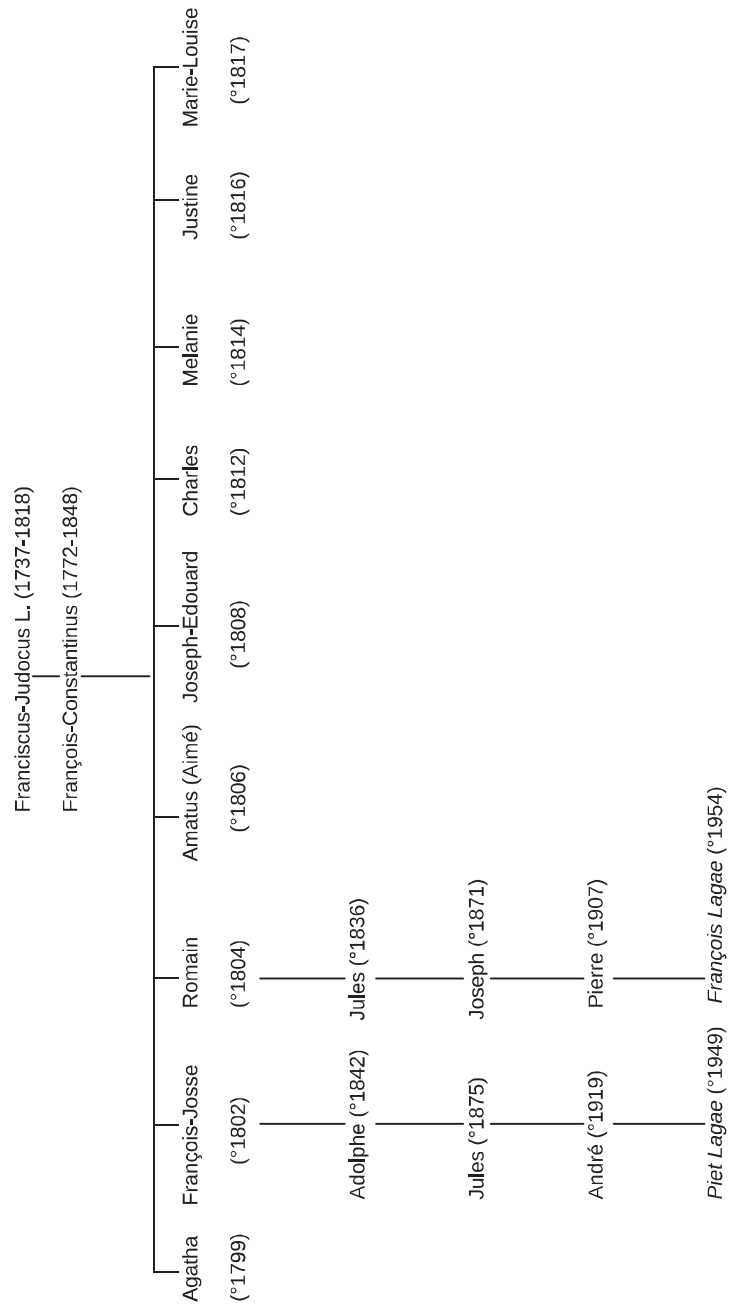 Franciscus-Judocus L. (1737-1818)
François-Constantinus (1772-1848)
Agatha François-Josse Romain Amatus (Aimé) Joseph-Edouard Charles Melanie Justine Marie-Louise
(°1799) (°1802) (°1804) (°1806) (°1808) (°1812) (°1814) (°1816) (°1817)
Adolphe (°1842) Jules (°1836)
Jules (°1875) Joseph (°1871)
André (°1919) Pierre (°1907)
Piet Lagae (°1949) François Lagae (°1954)